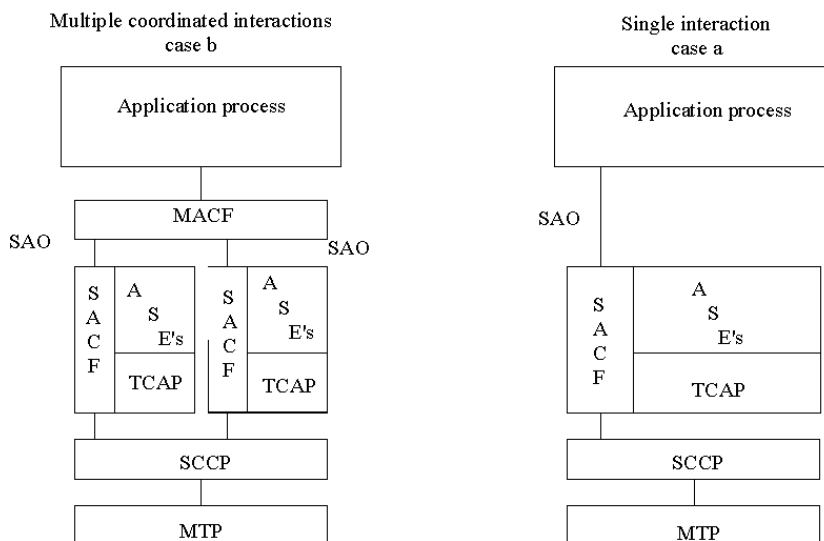 Multiple coordinated interactions
case b
Application process
MACF
SAO
SAO
S
A
C
F
A
S
E's
TCAP
S
A
C
F
A
S
E's
TCAP
SCCP
MTP
Single interaction
case a
Application process
SAO
S
A
C
F
A
S
E's
TCAP
SCCP
MTP